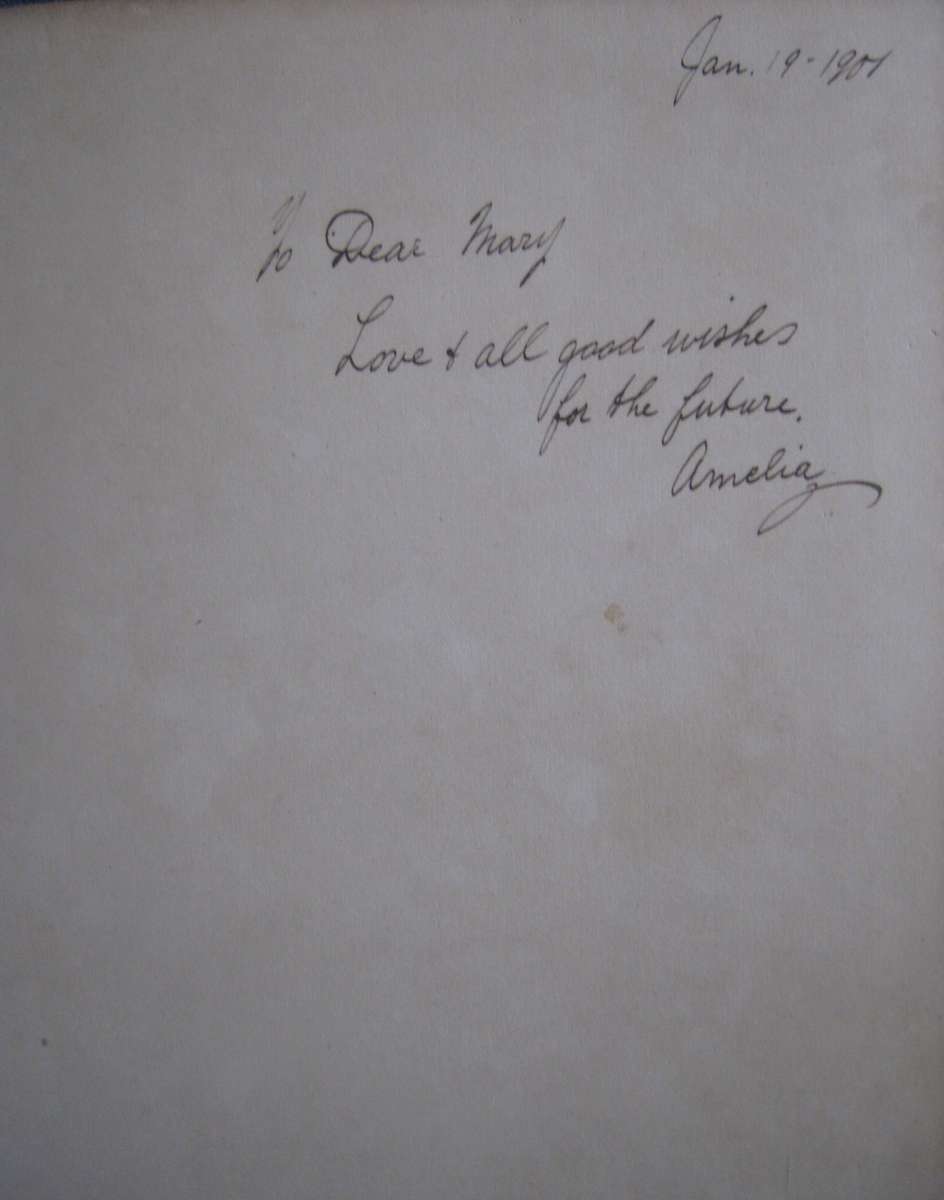 Jan. 19-1901
To Dear Mary
Love & all good wishes
for the future.
Amelia